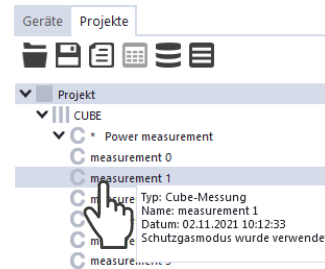 Geräte Projekte
Projekt
CUBE
* Power measurement
measurement 0
measurement 1
Typ: Cube-Messung
Name: measurement 1
Datum: 02.11.2021 10:12:33
Schutzgasmodus wurde